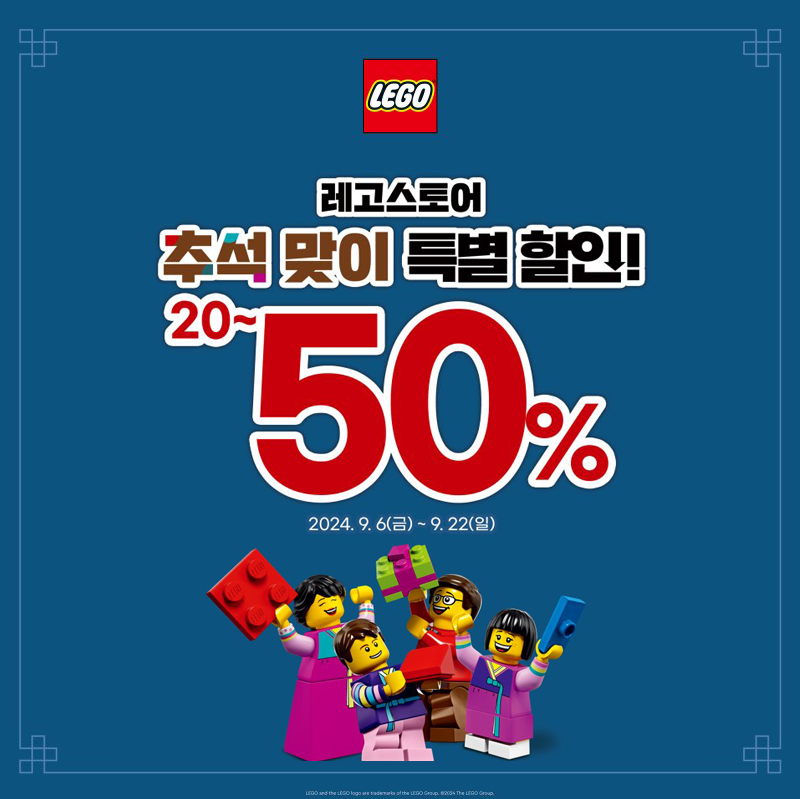 LEGO
레고스토어
추석 맞이 특별 할인!
20~50%
2024. 9. 6(금) ~ 9. 22(일)
LEGO and the LEGO logo are trademarks of the LEGO Group. ©2024 The LEGO Group.